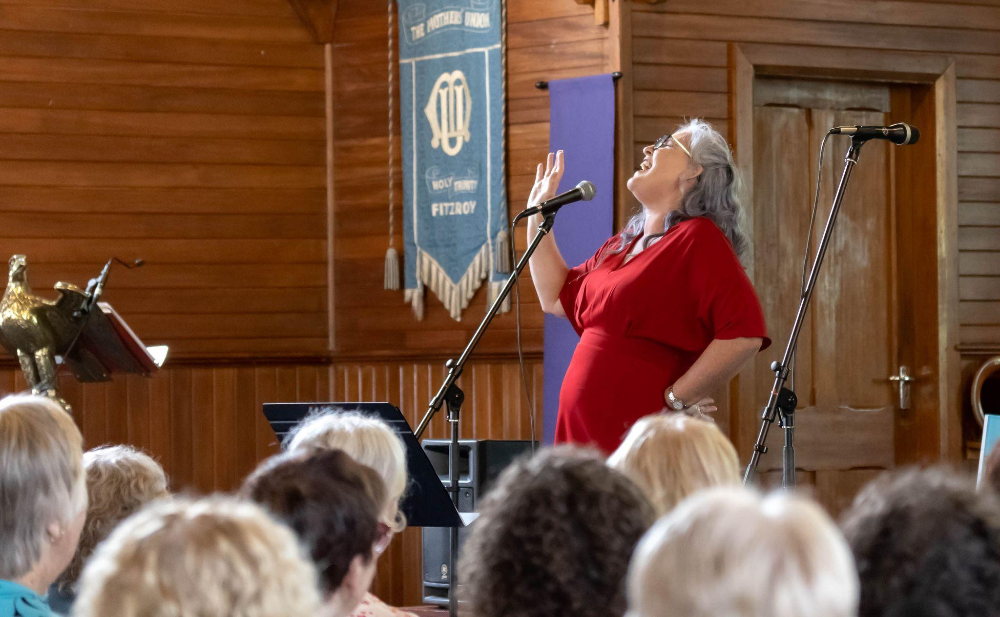 THE MOTHERS' UNION
MU
HOLY TRINITY
FITZROY